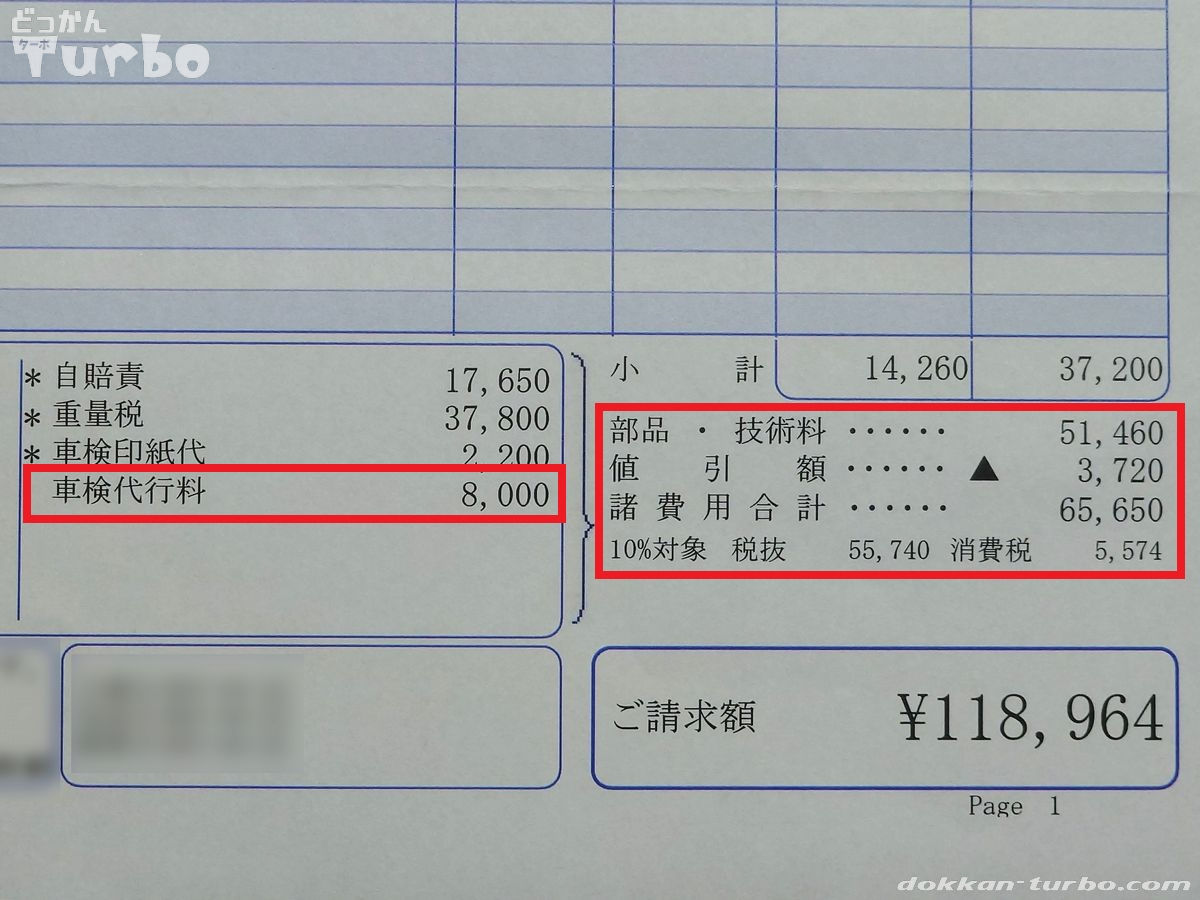 どっかん
ターボ
Turbo
小計 14,260 37,200
*自賠責 17,650
*重量税 37,800
*車検印紙代 2,200
車検代行料 8,000
部品・技術料 ‥‥‥ 51,460
値引額 ‥‥‥ ▲ 3,720
諸費用合計 ‥‥‥ 65,650
10%対象 税抜 55,740 消費税 5,574
ご請求額 ¥118,964
Page 1
dokkan-turbo.com